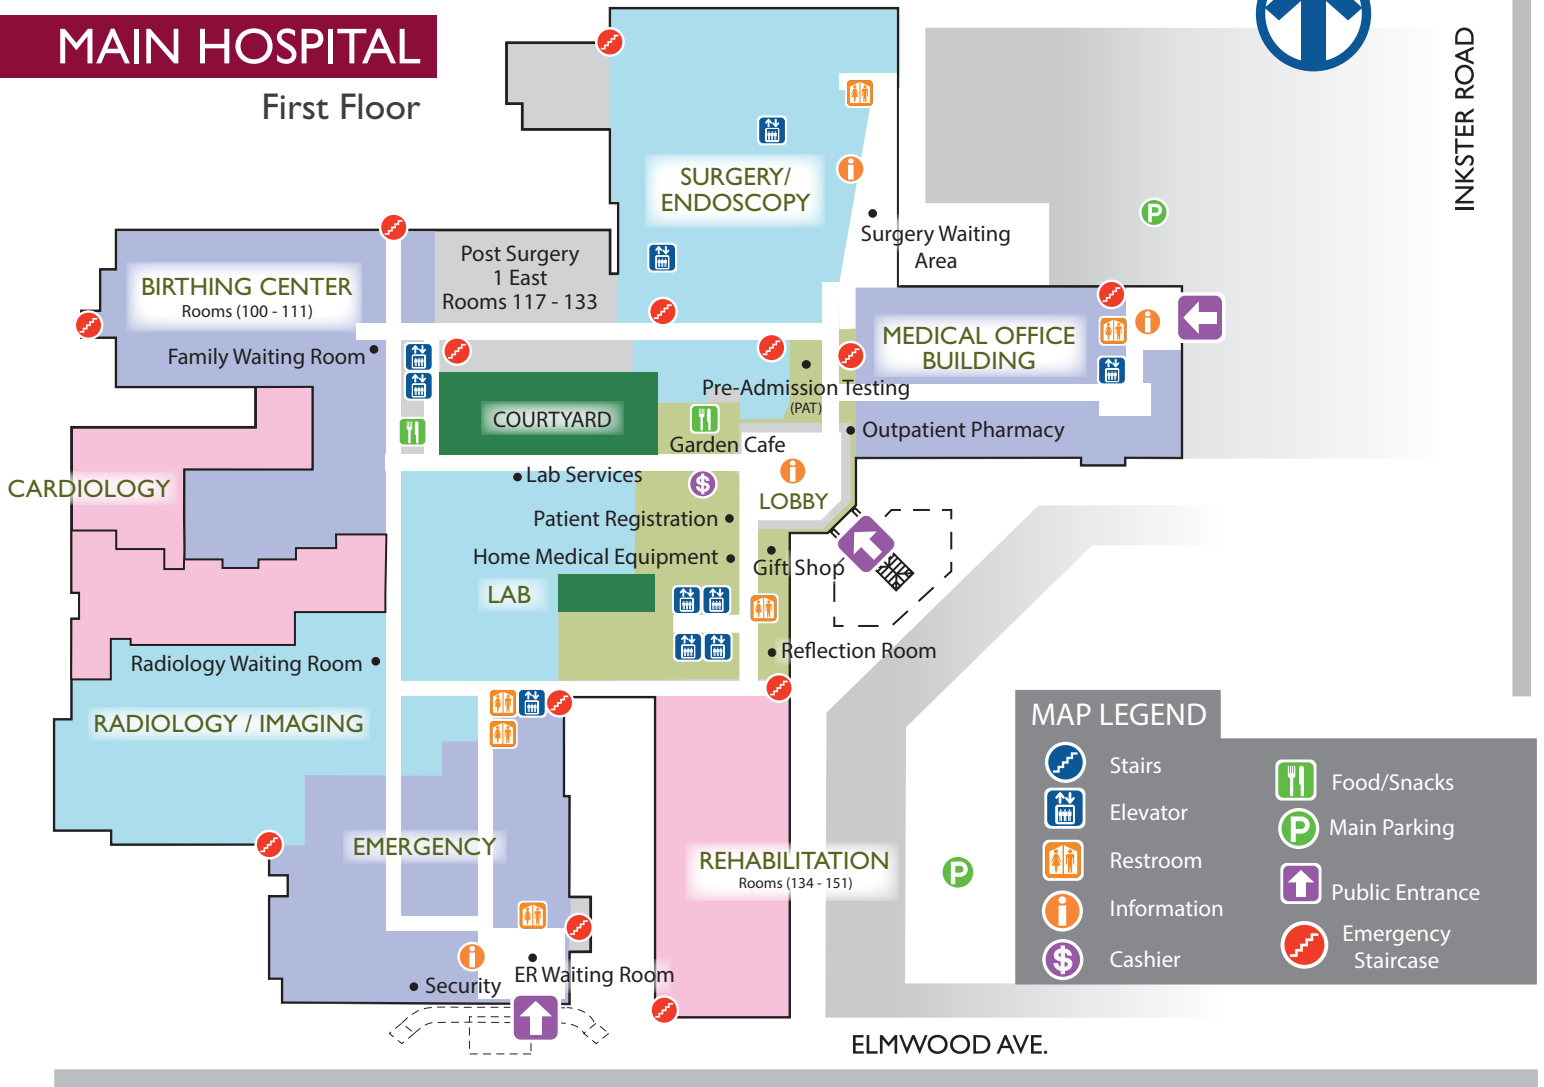 MAIN HOSPITAL
First Floor
INKSTER ROAD
SURGERY/
ENDOSCOPY
Surgery Waiting
Area
Post Surgery
1 East
Rooms 117 - 133
BIRTHING CENTER
Rooms (100 - 111)
Family Waiting Room
MEDICAL OFFICE
BUILDING
Pre-Admission Testing
(PAT)
COURTYARD
Garden Cafe
Outpatient Pharmacy
CARDIOLOGY
Lab Services
$
LOBBY
Patient Registration
Home Medical Equipment
Gift Shop
LAB
Reflection Room
Radiology Waiting Room
RADIOLOGY / IMAGING
EMERGENCY
REHABILITATION
Rooms (134 - 151)
ER Waiting Room
Security
P
P
MAP LEGEND
Stairs
Elevator
Restroom
Information
$ Cashier
Food/Snacks
P Main Parking
Public Entrance
Emergency
Staircase
ELMWOOD AVE.